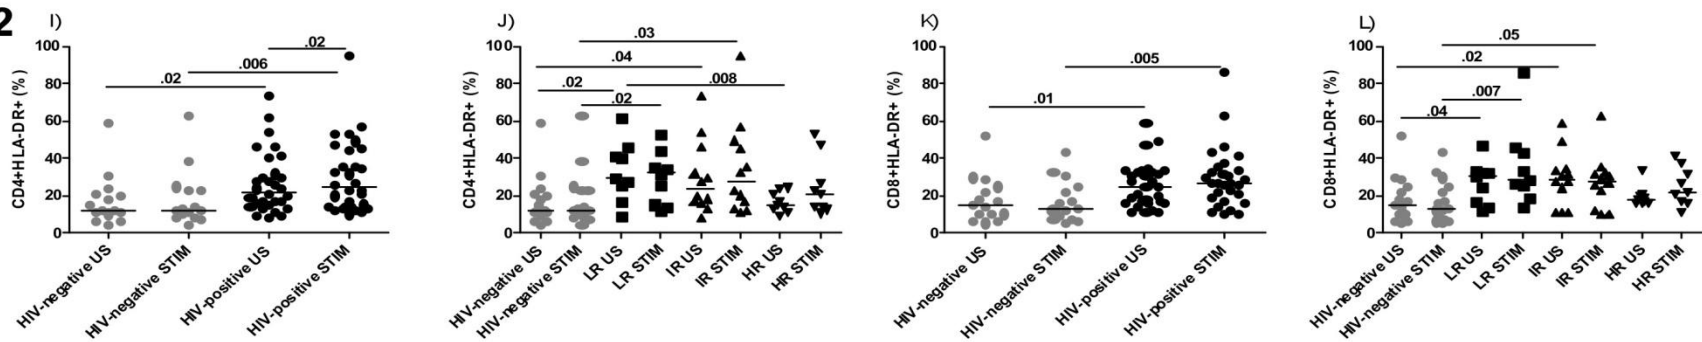 2
I)
CD4+HLA-DR+ (%)
100
80
60
40
20
0
.02
.006
.02
HIV-negative US
HIV-negative STIM
HIV-positive US
HIV-positive STIM
J)
CD4+HLA-DR+ (%)
100
80
60
40
20
0
.03
.04
.02
.008
.02
HIV-negative US
HIV-negative STIM
LR US
LR STIM
IR US
IR STIM
HR US
HR STIM
K)
CD8+HLA-DR+ (%)
100
80
60
40
20
0
.005
.01
HIV-negative US
HIV-negative STIM
HIV-positive US
HIV-positive STIM
L)
CD8+HLA-DR+ (%)
100
80
60
40
20
0
.05
.02
.007
.04
HIV-negative US
HIV-negative STIM
LR US
LR STIM
IR US
IR STIM
HR US
HR STIM